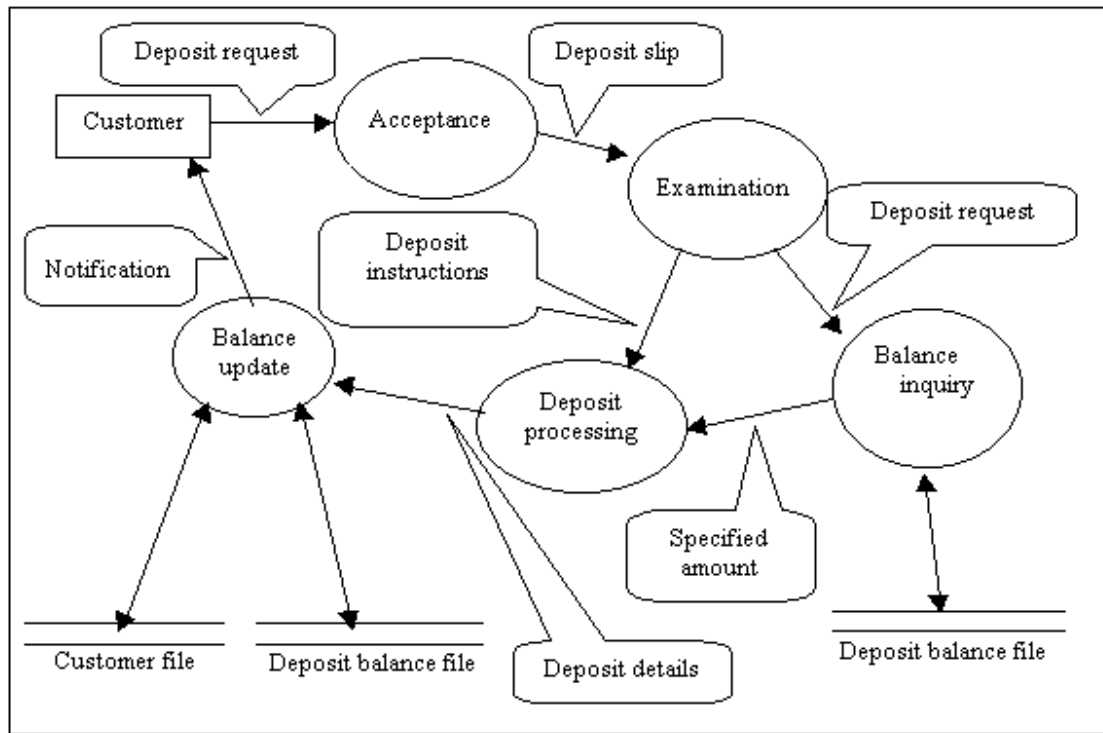 Deposit request
Deposit slip
Customer
Acceptance
Examination
Deposit request
Deposit
instructions
Notification
Balance
update
Balance
inquiry
Deposit
processing
Specified
amount
Customer file
Deposit balance file
Deposit details
Deposit balance file